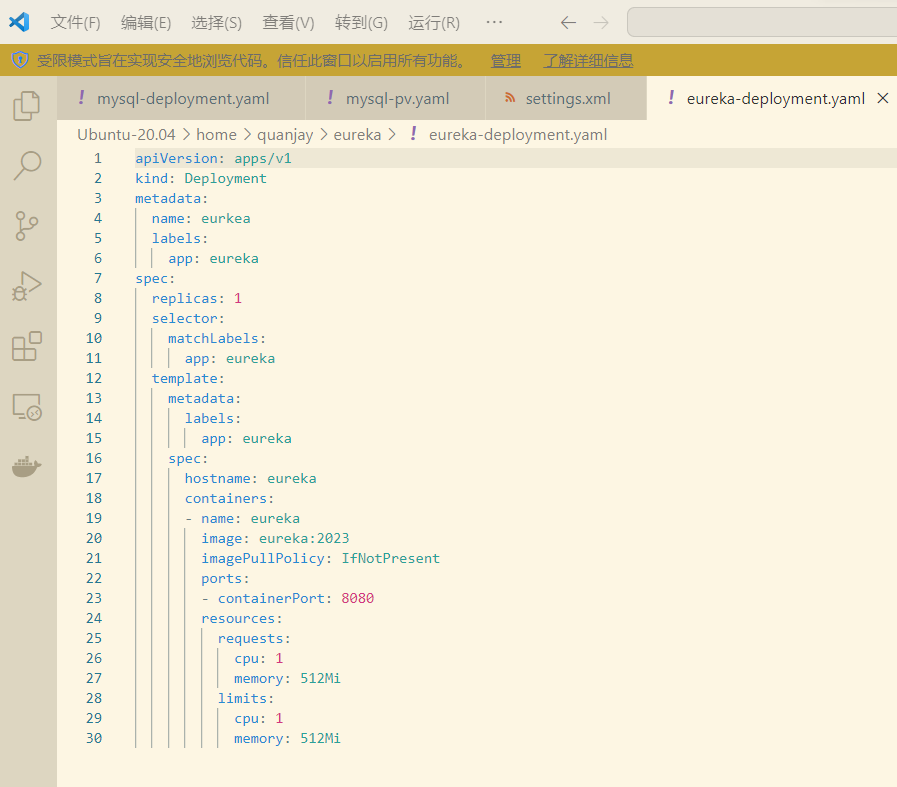 文件(F) 编辑(E) 选择(S) 查看(V) 转到(G) 运行(R) ···
受限模式旨在实现安全地浏览代码。信任此窗口以启用所有功能。 管理 了解详细信息
! mysql-deployment.yaml ! mysql-pv.yaml settings.xml ! eureka-deployment.yaml
Ubuntu-20.04 > home > quanjay > eureka > ! eureka-deployment.yaml
1 apiVersion: apps/v1
2 kind: Deployment
3 metadata:
4   name: eurkea
5   labels:
6     app: eureka
7 spec:
8   replicas: 1
9   selector:
10     matchLabels:
11       app: eureka
12   template:
13     metadata:
14       labels:
15         app: eureka
16     spec:
17       hostname: eureka
18       containers:
19       - name: eureka
20         image: eureka:2023
21         imagePullPolicy: IfNotPresent
22         ports:
23         - containerPort: 8080
24         resources:
25           requests:
26             cpu: 1
27             memory: 512Mi
28           limits:
29             cpu: 1
30             memory: 512Mi